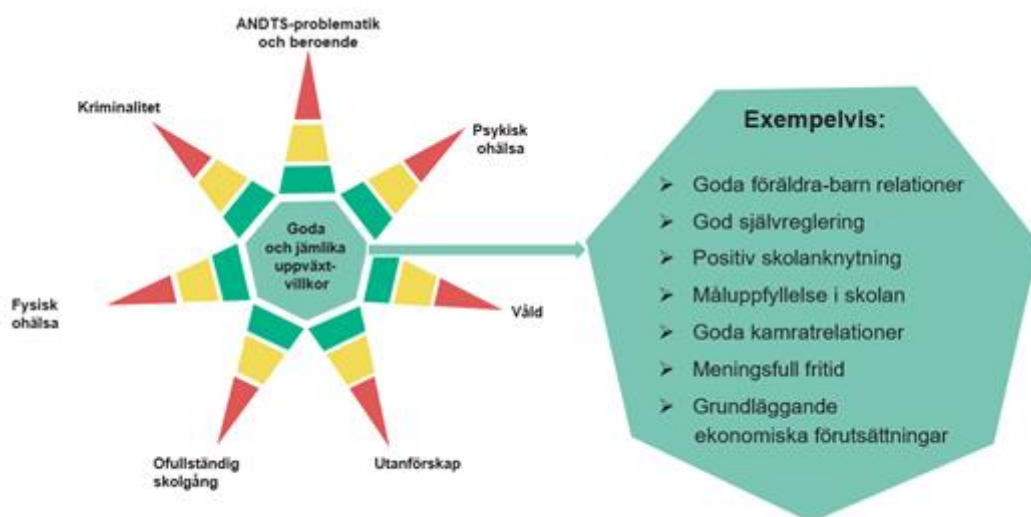 ANDTS-problematik
och beroende
Kriminalitet
Psykisk
ohälsa
Goda
och jämlika
uppväxt-
villkor
Fysisk
ohälsa
Våld
Ofullständig
skolgång
Utanförskap
Exempelvis:
➢ Goda föräldra-barn relationer
➢ God självreglering
➢ Positiv skolanknytning
➢ Måluppfyllelse i skolan
➢ Goda kamratrelationer
➢ Meningsfull fritid
➢ Grundläggande
ekonomiska förutsättningar